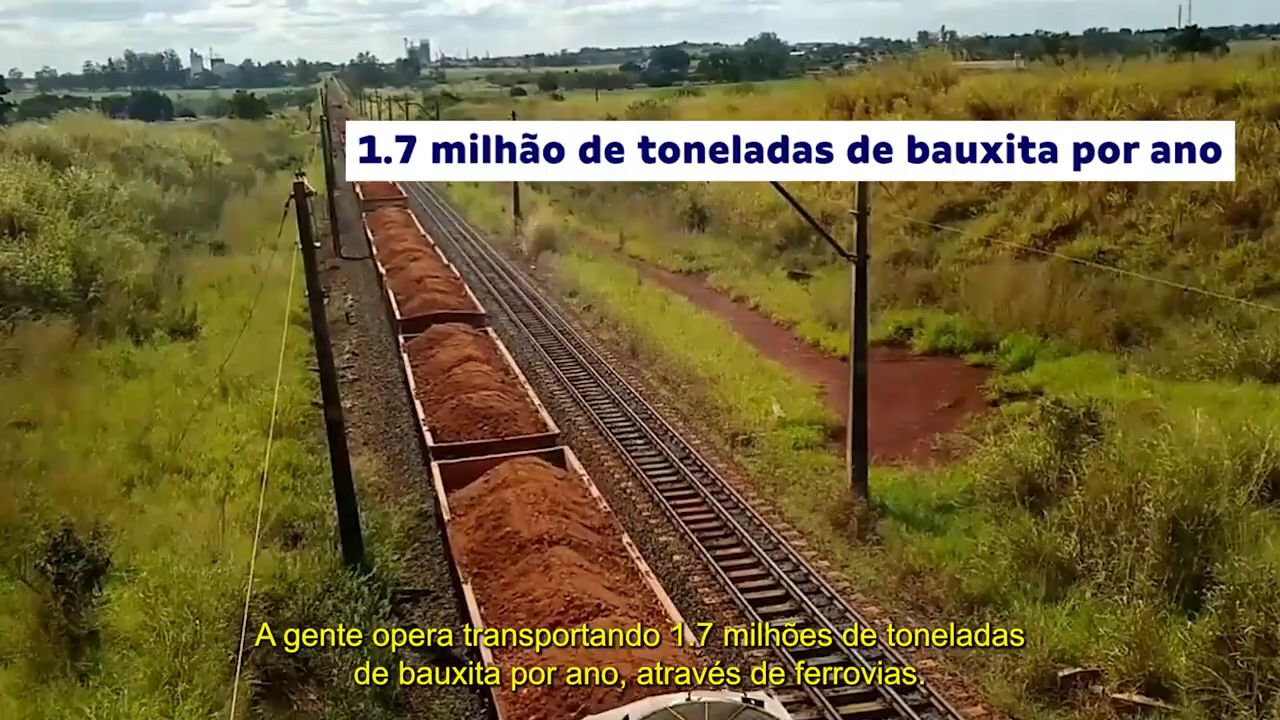 1.7 milhão de toneladas de bauxita por ano
A gente opera transportando 1.7 milhões de toneladas
de bauxita por ano, através de ferrovias.